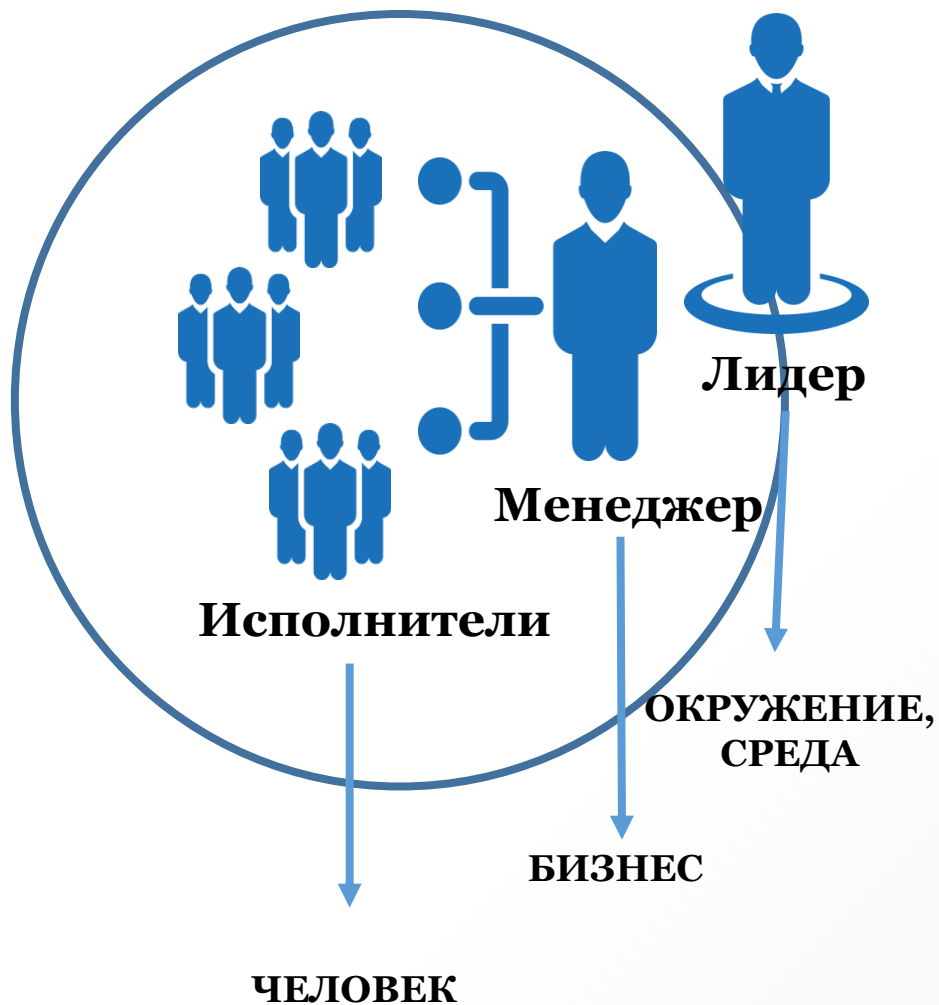 Лидер
Менеджер
Исполнители
ОКРУЖЕНИЕ,
СРЕДА
БИЗНЕС
ЧЕЛОВЕК